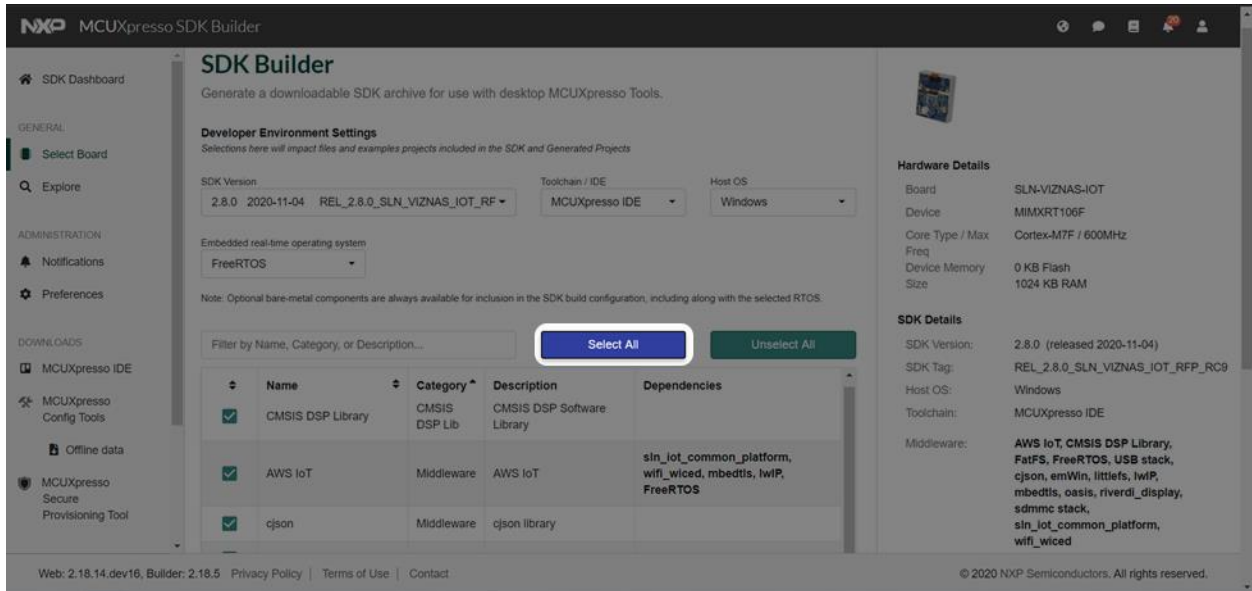 NXP MCUXpresso SDK Builder
20
SDK Dashboard
GENERAL
Select Board
Explore
ADMINISTRATION
Notifications
Preferences
DOWNLOADS
MCUXpresso IDE
MCUXpresso
Config Tools
Offline data
MCUXpresso
Secure
Provisioning Tool
SDK Builder
Generate a downloadable SDK archive for use with desktop MCUXpresso Tools.
Developer Environment Settings
Selections here will impact files and examples projects included in the SDK and Generated Projects
SDK Version Toolchain / IDE Host OS
2.8.0 2020-11-04 REL_2.8.0_SLN_VIZNAS_IOT_RF MCUXpresso IDE Windows
Embedded real-time operating system
FreeRTOS
Note: Optional bare-metal components are always available for inclusion in the SDK build configuration, including along with the selected RTOS.
Filter by Name, Category, or Description... Select All Unselect All
Name Category Description Dependencies
CMSIS DSP Library CMSIS DSP Software
DSP Lib Library
AWS IoT Middleware AWS IoT sln_iot_common_platform,
wifi_wiced, mbedtls, lwIP,
FreeRTOS
cjson Middleware cjson library
Hardware Details
Board SLN-VIZNAS-IOT
Device MIMXRT106F
Core Type / Max Cortex-M7F / 600MHz
Freq
Device Memory 0 KB Flash
Size 1024 KB RAM
SDK Details
SDK Version: 2.8.0 (released 2020-11-04)
SDK Tag: REL_2.8.0_SLN_VIZNAS_IOT_RFP_RC9
Host OS: Windows
Toolchain: MCUXpresso IDE
Middleware: AWS IoT, CMSIS DSP Library,
FatFS, FreeRTOS, USB stack,
cjson, emWin, littlefs, lwIP,
mbedtls, oasis, riverdi_display,
sdmmc stack,
sln_iot_common_platform,
wifi_wiced
Web: 2.18.14.dev16, Builder: 2.18.5 Privacy Policy | Terms of Use | Contact
© 2020 NXP Semiconductors. All rights reserved.